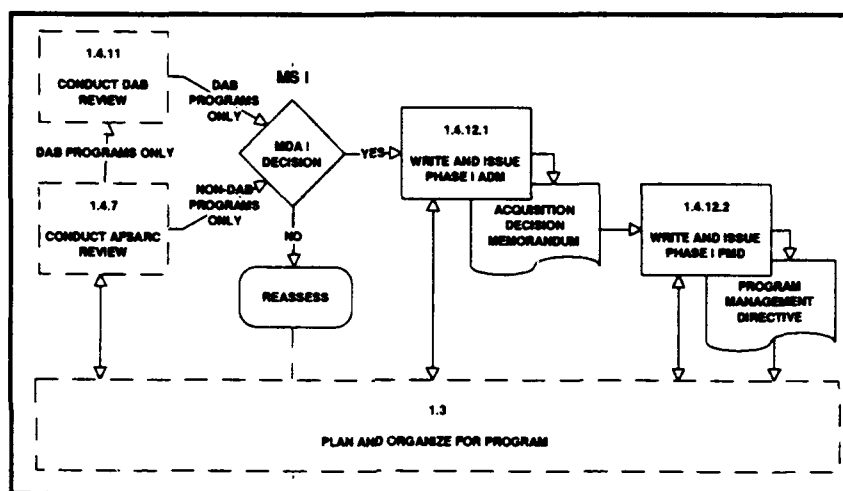 1.4.11
CONDUCT DAB
REVIEW
DAB PROGRAMS ONLY
1.4.7
CONDUCT AFSARC
REVIEW
DAB
PROGRAMS
ONLY
NON-DAB
PROGRAMS
ONLY
MS I
MDA I
DECISION
YES
NO
REASSESS
1.4.12.1
WRITE AND ISSUE
PHASE I ADM
ACQUISITION
DECISION
MEMORANDUM
1.4.12.2
WRITE AND ISSUE
PHASE I PMD
PROGRAM
MANAGEMENT
DIRECTIVE
1.3
PLAN AND ORGANIZE FOR PROGRAM